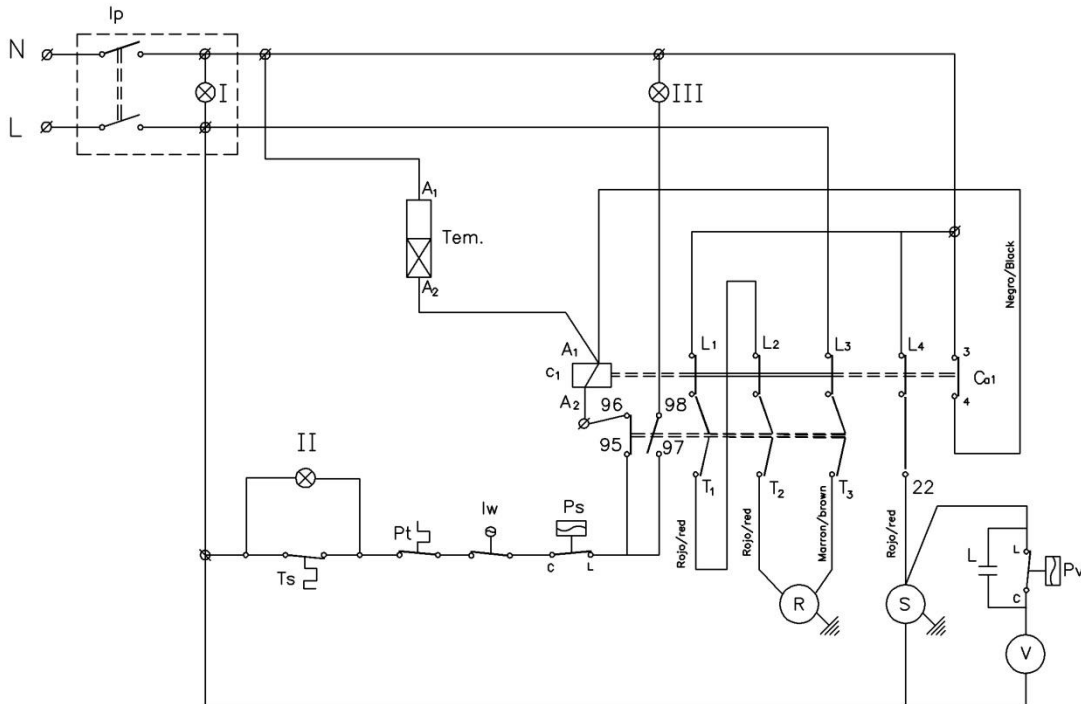 Ip
N
I
III
L
A1
Tem.
A2
Negro/Black
A1
L1
L2
L3
L4
3
c1
Ca1
A2
96
98
4
95
97
II
T1
T2
T3
22
Rojo/red
Rojo/red
Marron/brown
Rojo/red
Pt
Iw
Ps
Ts
C
L
R
S
L
L
Pv
C
V